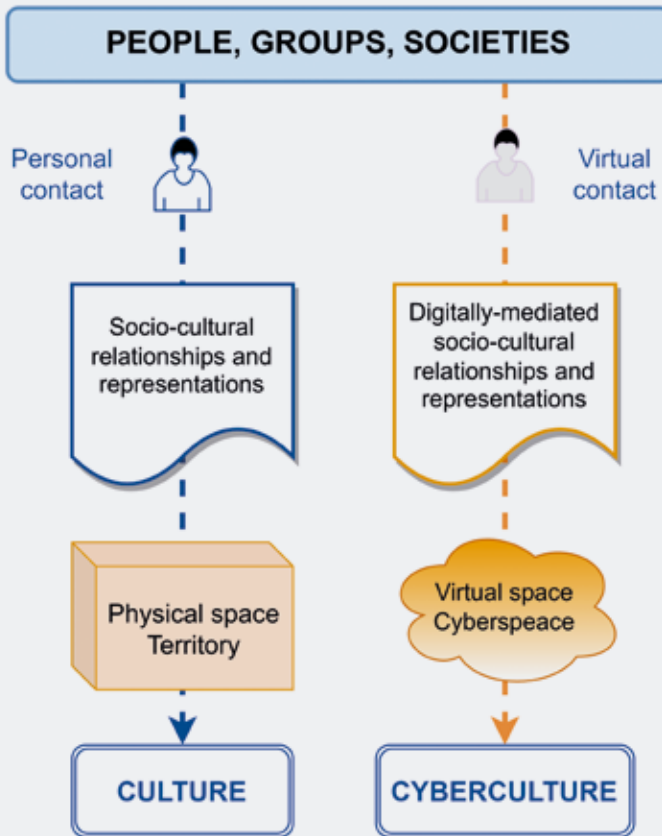 PEOPLE, GROUPS, SOCIETIES
Personal
contact
Virtual
contact
Socio-cultural
relationships and
representations
Digitally-mediated
socio-cultural
relationships and
representations
Physical space
Territory
Virtual space
Cyberspeace
CULTURE
CYBERCULTURE